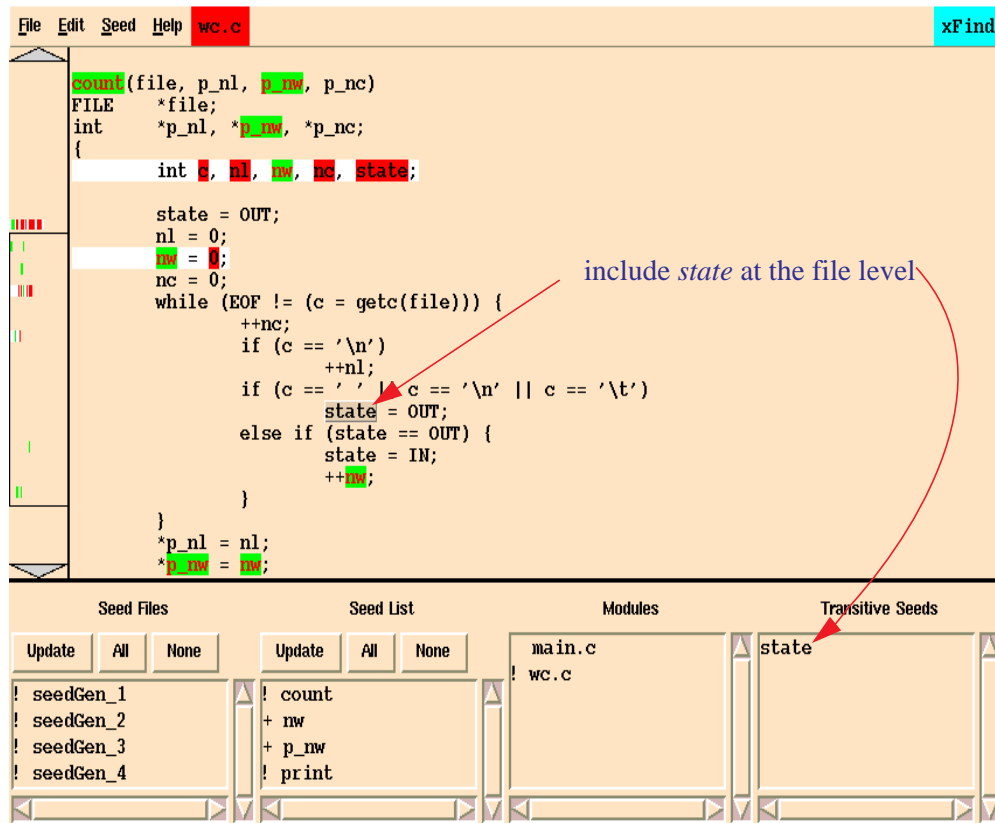 File Edit Seed Help wc.c xFind
count(file, p_nl, p_nw, p_nc)
FILE *file;
int *p_nl, *p_nw, *p_nc;
{
int c, nl, nw, nc, state;
state = OUT;
nl = 0;
nw = 0;
nc = 0;
include state at the file level
while (EOF != (c = getc(file))) {
++nc;
if (c == '\n')
++nl;
if (c == ' ' || c == '\n' || c == '\t')
state = OUT;
else if (state == OUT) {
state = IN;
++nw;
}
}
*p_nl = nl;
*p_nw = nw;
Seed Files
Update All None
! seedGen_1
! seedGen_2
! seedGen_3
! seedGen_4
Seed List
Update All None
! count
+ nw
+ p_nw
! print
Modules
main.c
! wc.c
Transitive Seeds
state